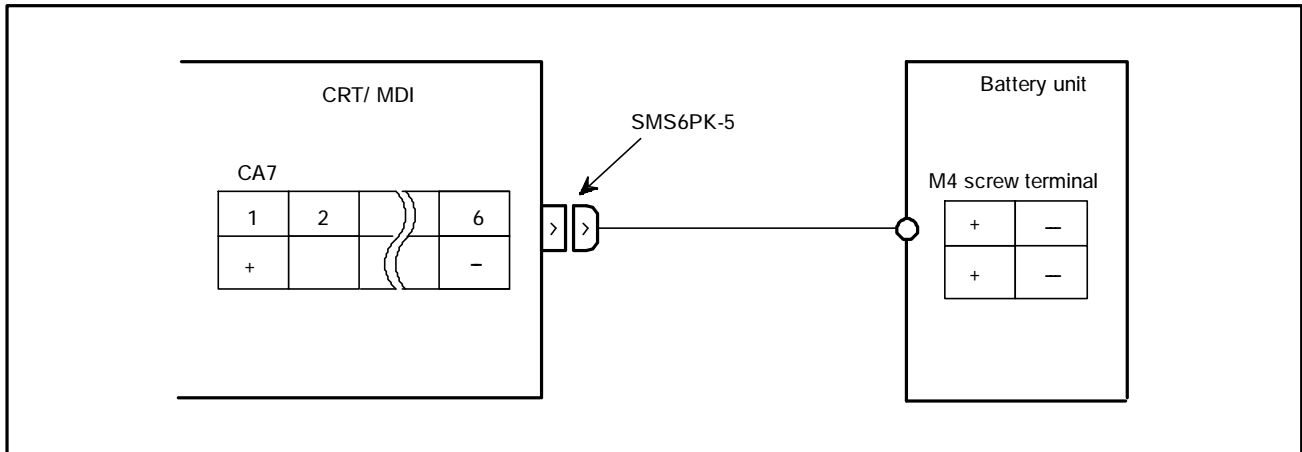 CRT/ MDI
CA7
1 2 6
+ −
SMS6PK-5
Battery unit
M4 screw terminal
+ −
+ −